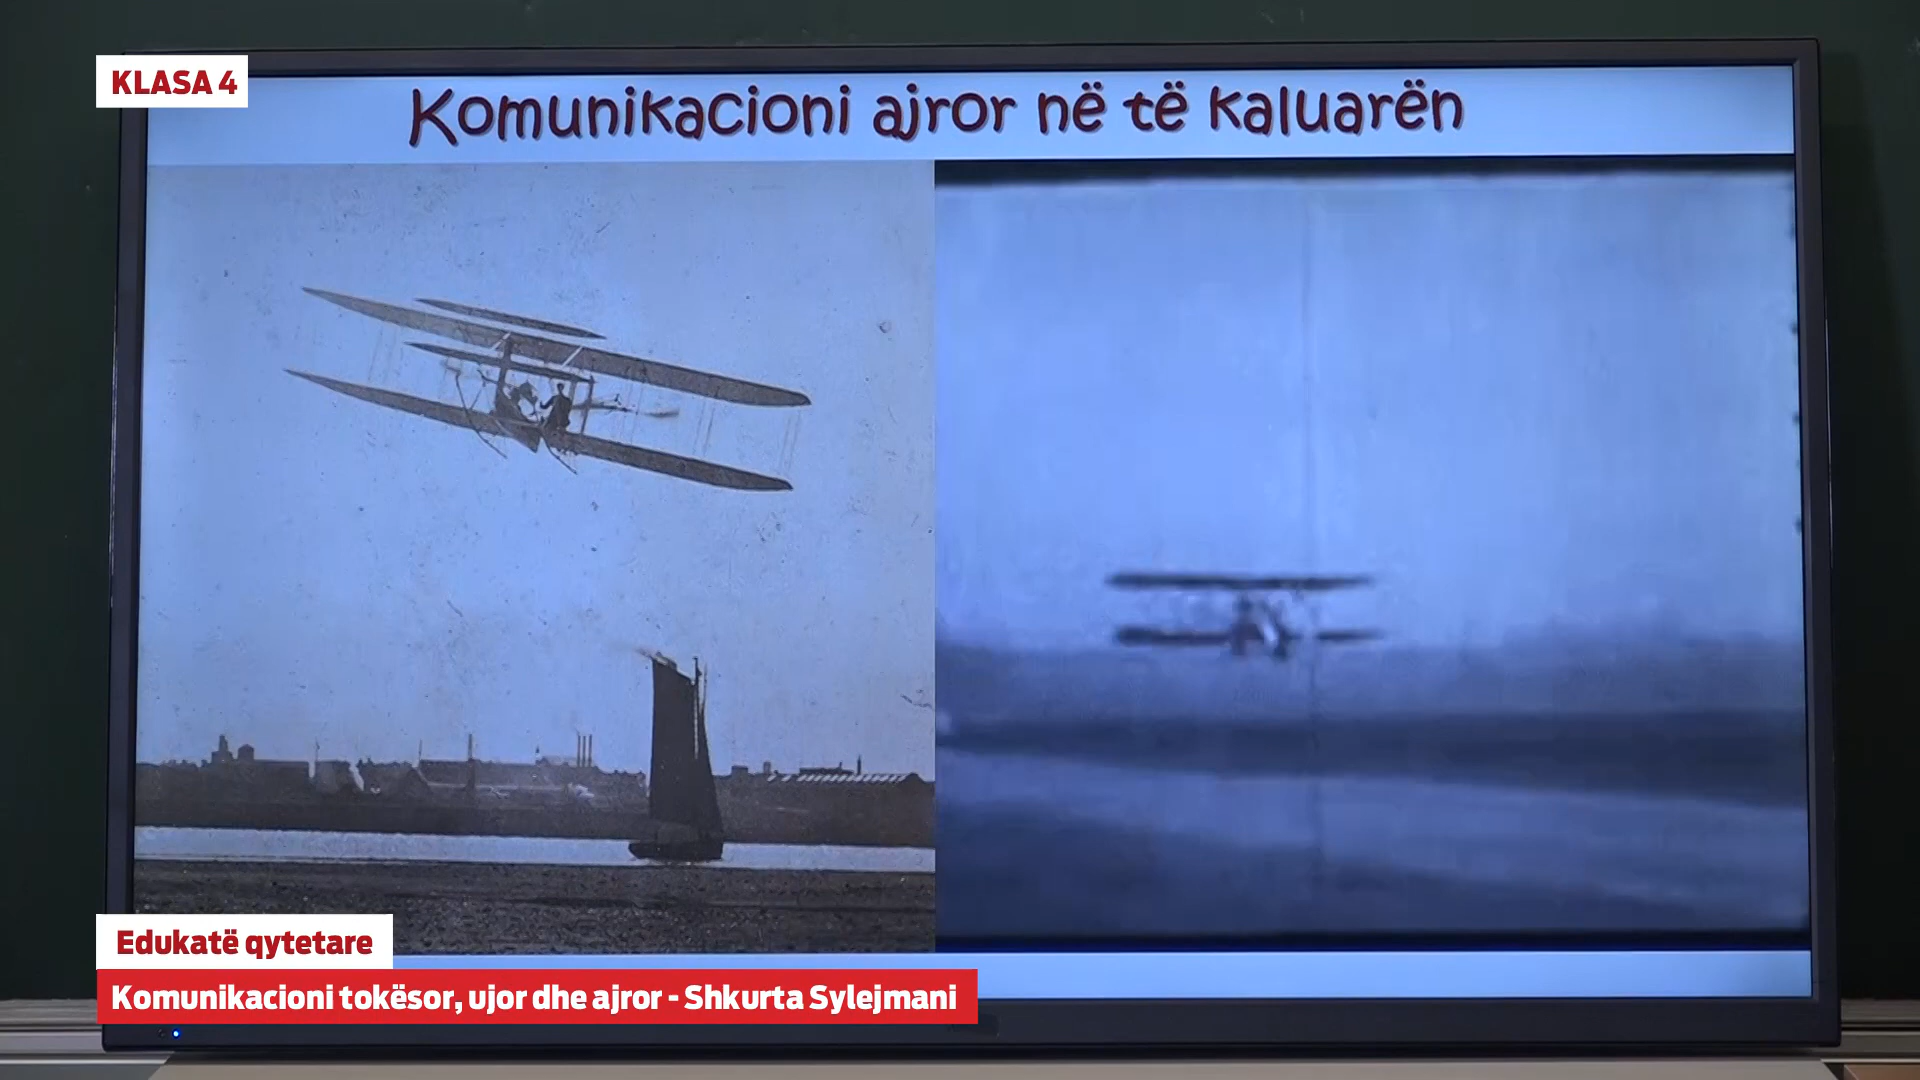 KLASA 4
Komunikacioni ajror në të kaluarën
Edukatë qytetare
Komunikacioni tokësor, ujor dhe ajror - Shkurta Sylejmani